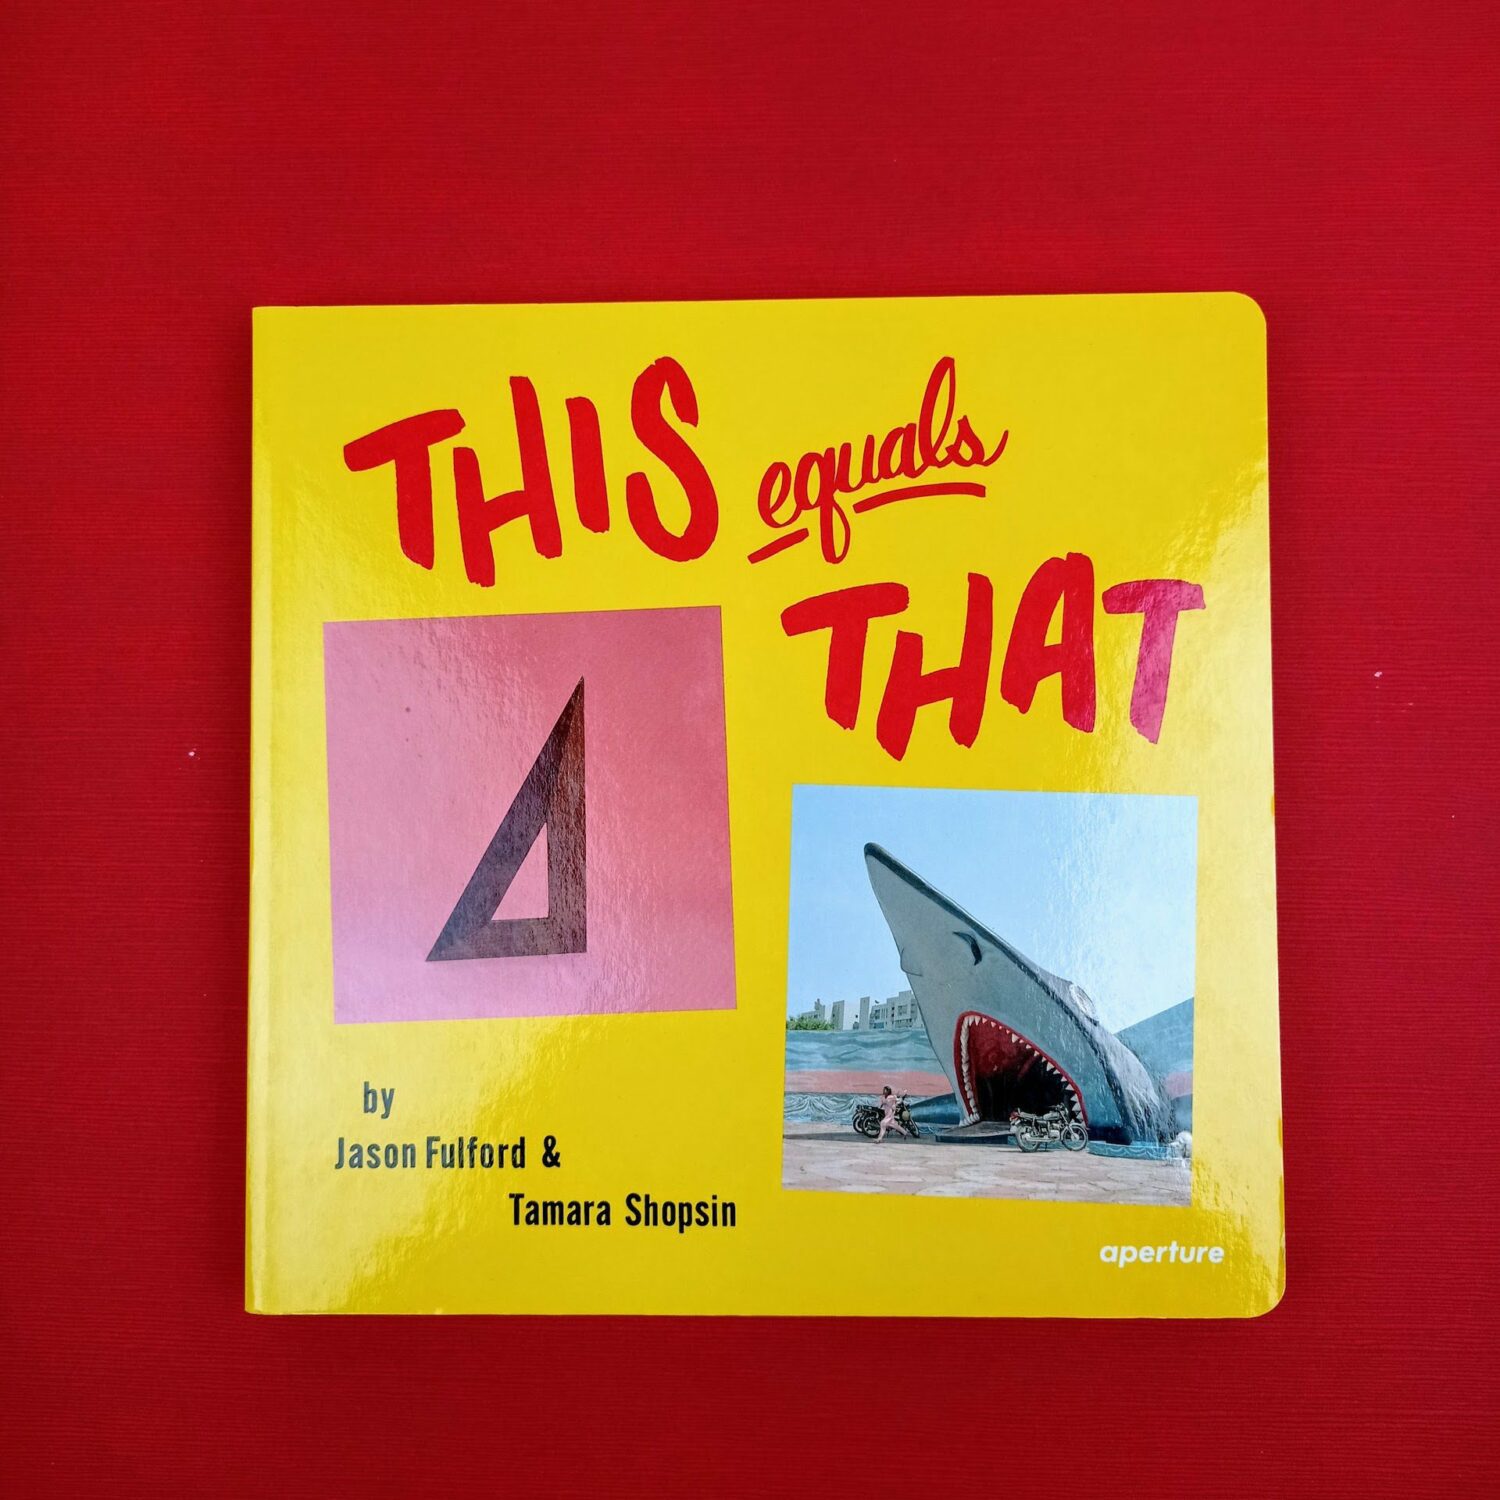 THIS equals
THAT
by
Jason Fulford &
Tamara Shopsin
aperture